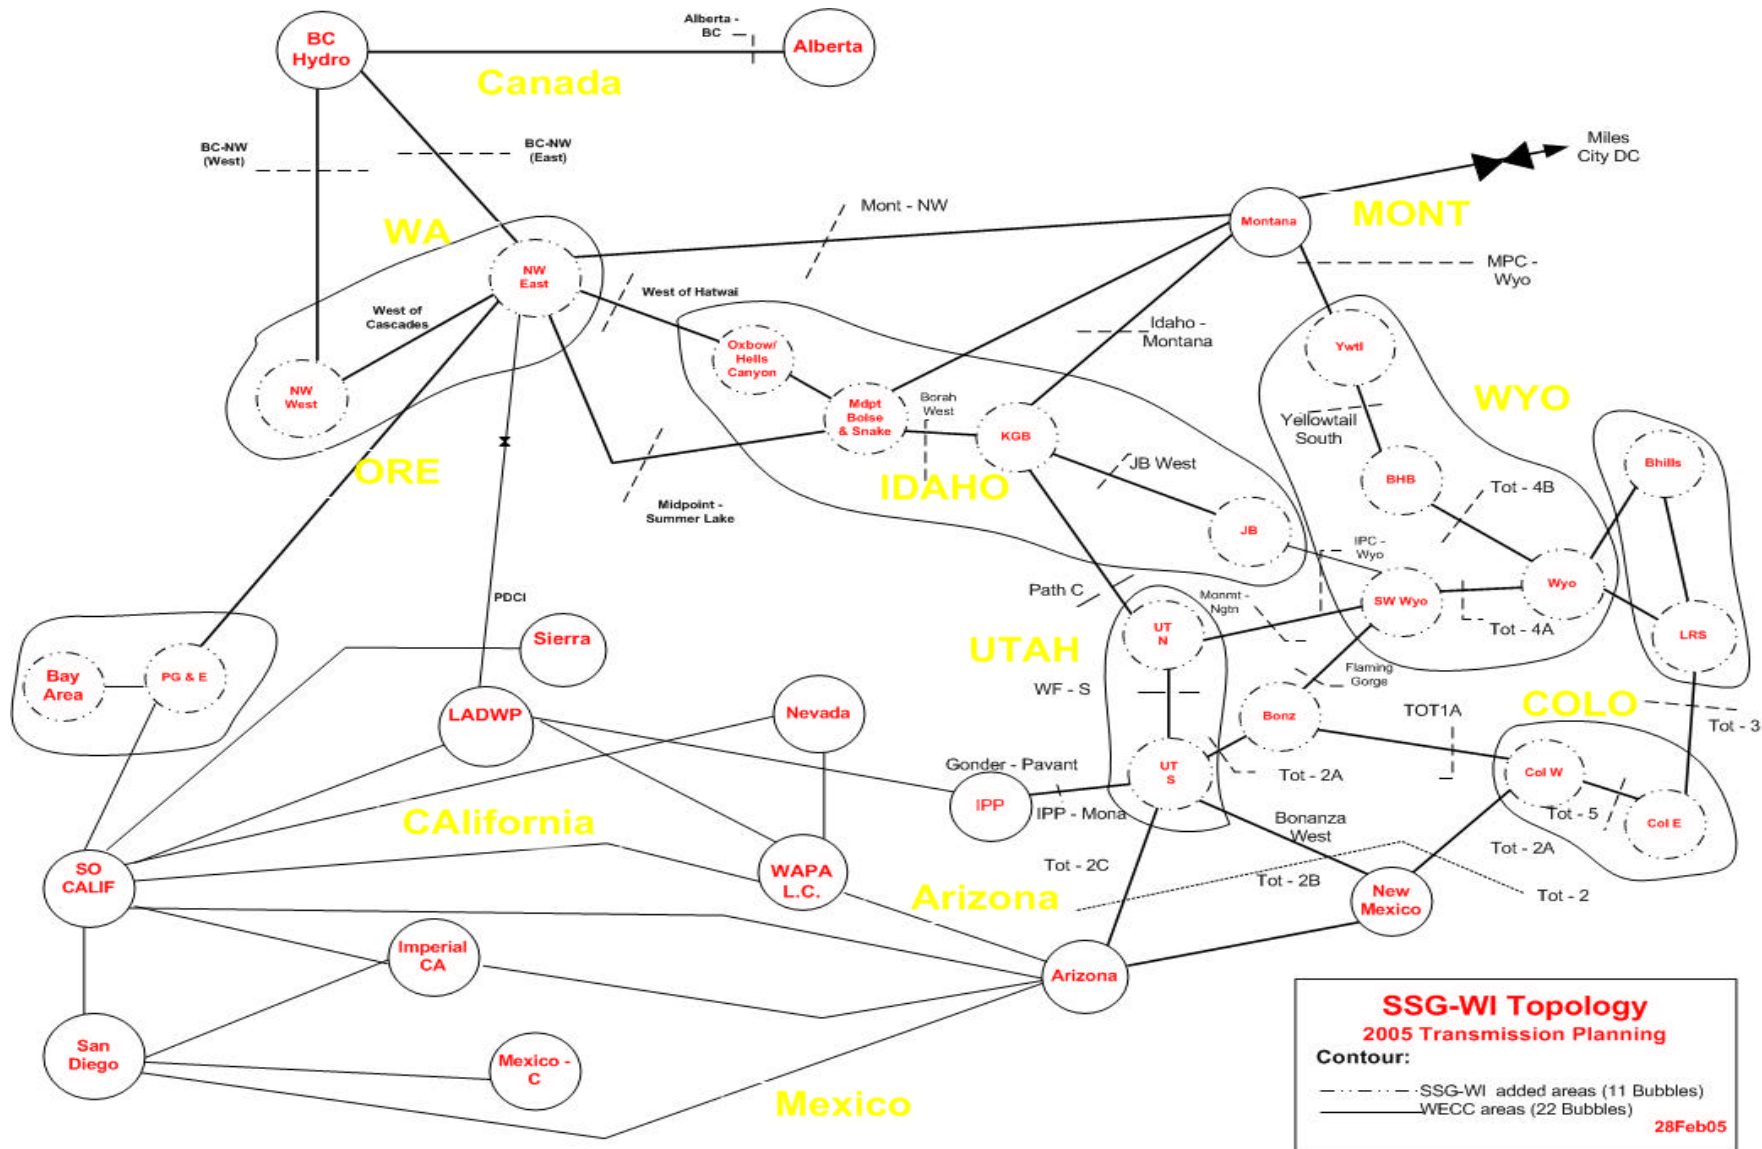 Alberta -
BC
BC
Hydro
Alberta
Canada
BC-NW
(West)
BC-NW
(East)
Miles
City DC
Mont - NW
WA
Montana
MONT
MPC -
Wyo
NW
East
West of Hatwai
West of
Cascades
Idaho -
Montana
Oxbow/
Hells
Canyon
Ywtl
NW
West
Mdpt
Boise
& Snake
Borah
West
KGB
WYO
Yellowtail
South
ORE
IDAHO
JB West
BHB
Tot - 4B
Bhills
Midpoint -
Summer Lake
JB
IPC -
Wyo
Path C
PDCI
Monmt -
Ngtn
SW Wyo
Wyo
Tot - 4A
LRS
Sierra
UTAH
UT
N
Bay
Area
PG & E
WF - S
Flaming
Gorge
COLO
LADWP
Nevada
Bonz
TOT1A
Tot - 3
Gonder - Pavant
IPP
IPP - Mona
UT
S
Tot - 2A
Col W
Tot - 5
Col E
CAlifornia
Bonanza
West
Tot - 2A
SO
CALIF
WAPA
L.C.
Tot - 2C
Tot - 2B
Tot - 2
Arizona
New
Mexico
Imperial
CA
Arizona
San
Diego
Mexico -
C
Mexico
SSG-WI Topology
2005 Transmission Planning
Contour:
SSG-WI added areas (11 Bubbles)
WECC areas (22 Bubbles)
28Feb05